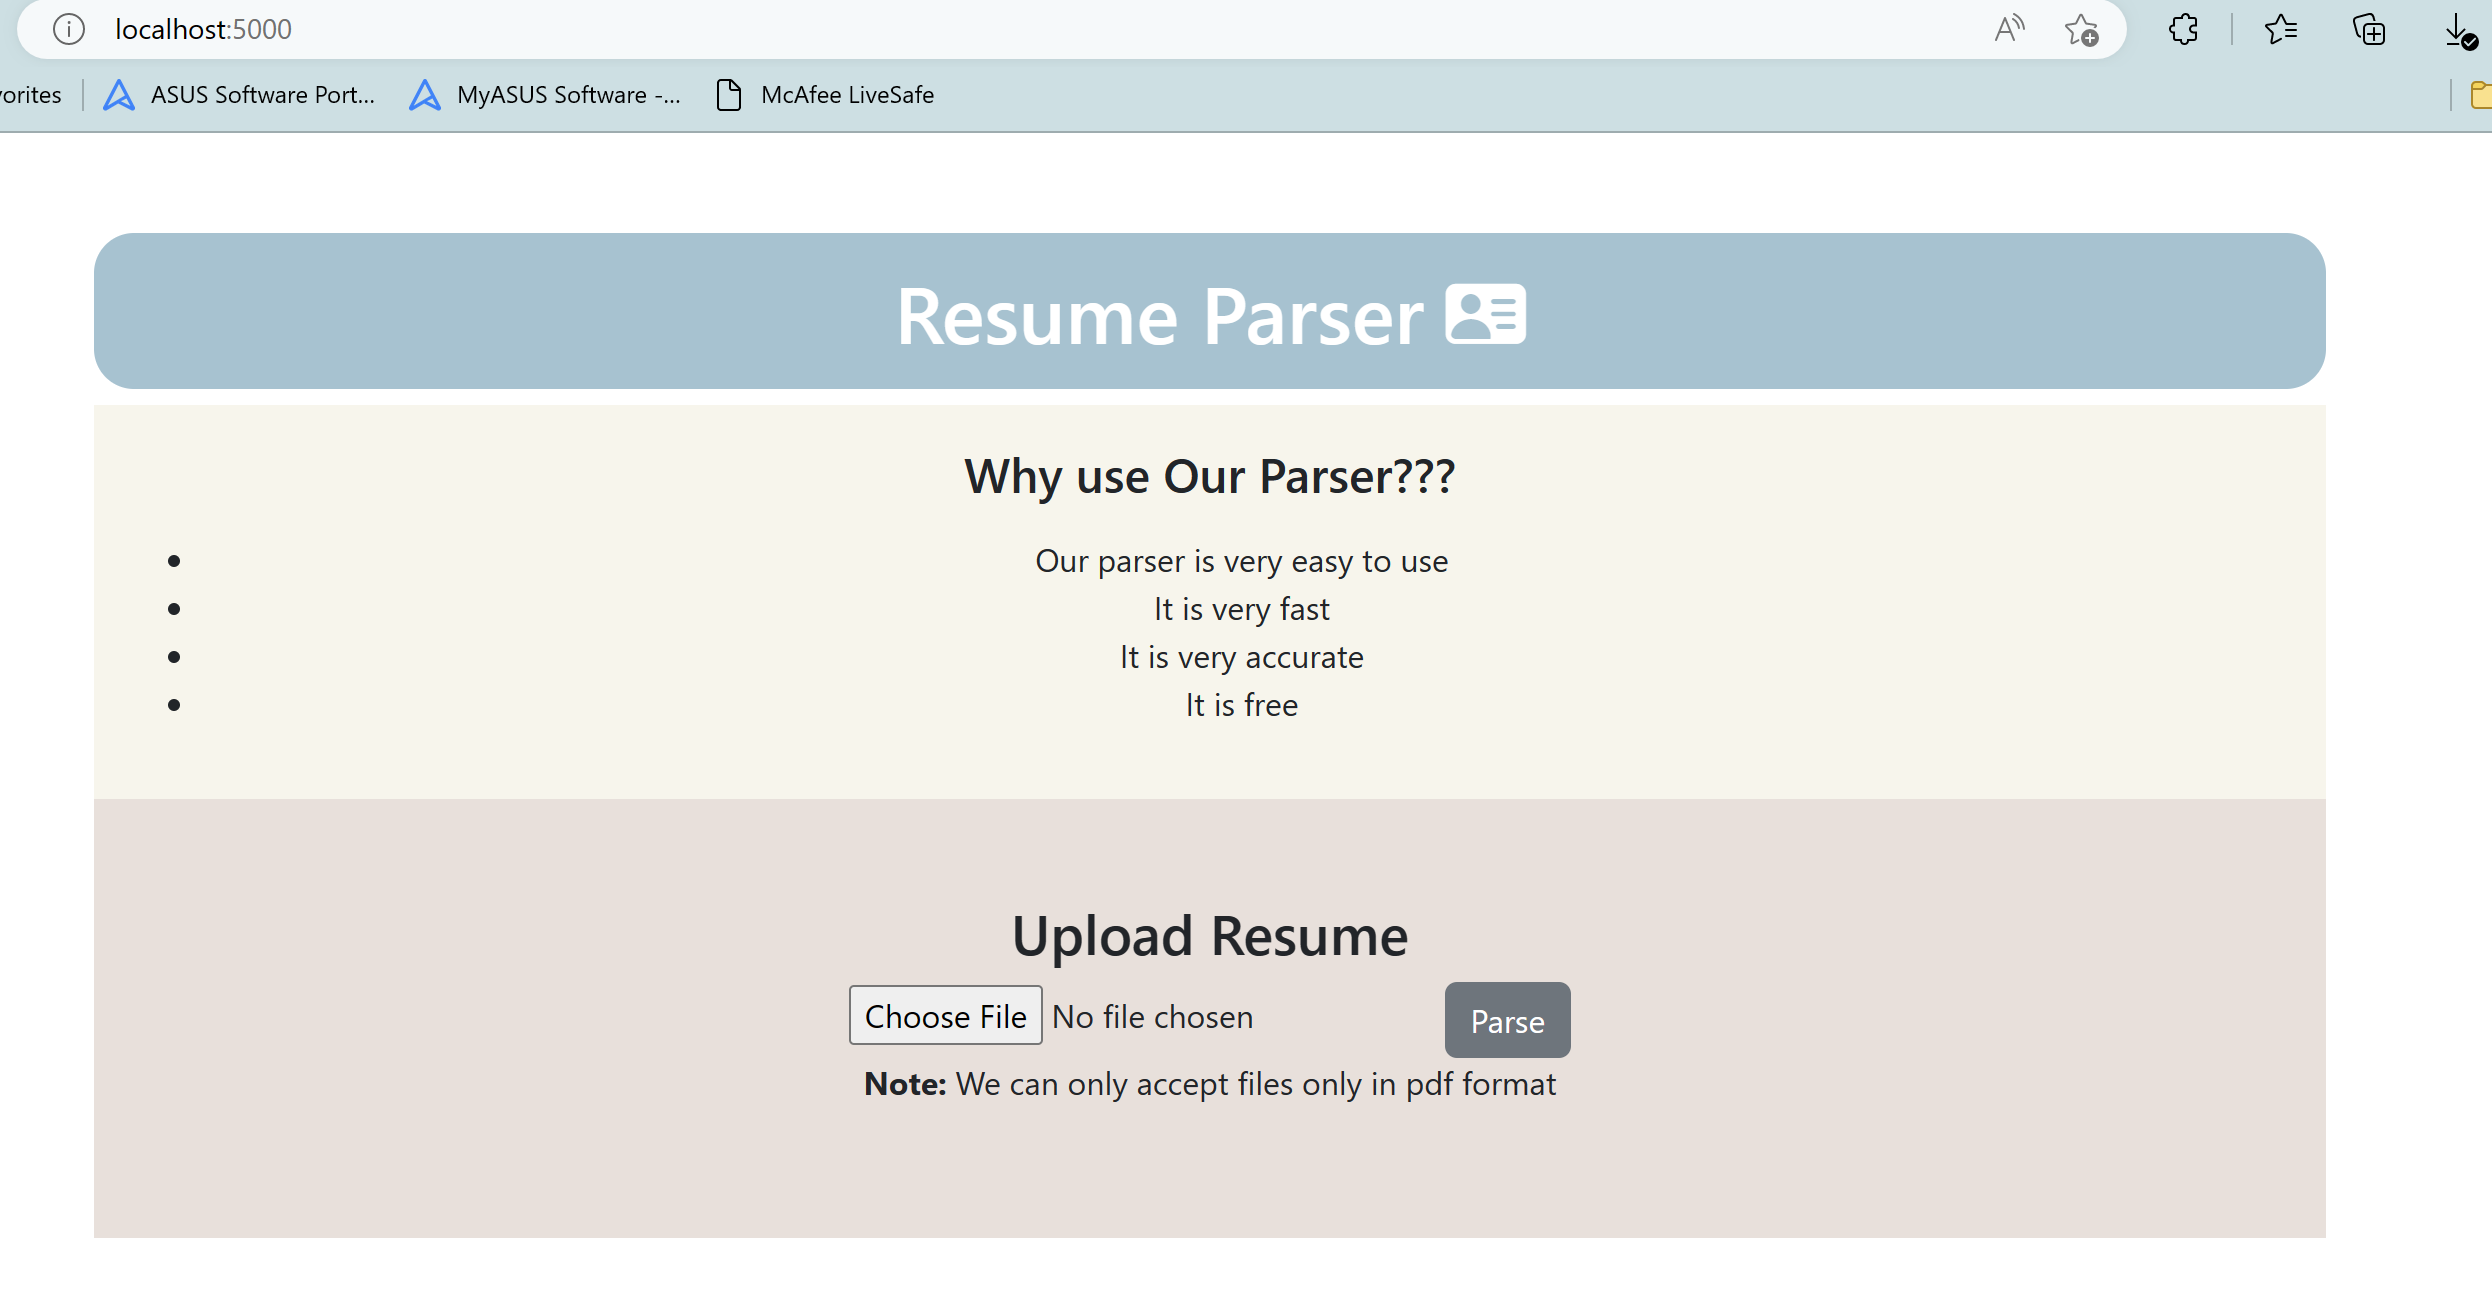 localhost:5000
orites ASUS Software Port... MyASUS Software -... McAfee LiveSafe
Resume Parser
Why use Our Parser???
• Our parser is very easy to use
• It is very fast
• It is very accurate
• It is free
Upload Resume
Choose File No file chosen Parse
Note: We can only accept files only in pdf format